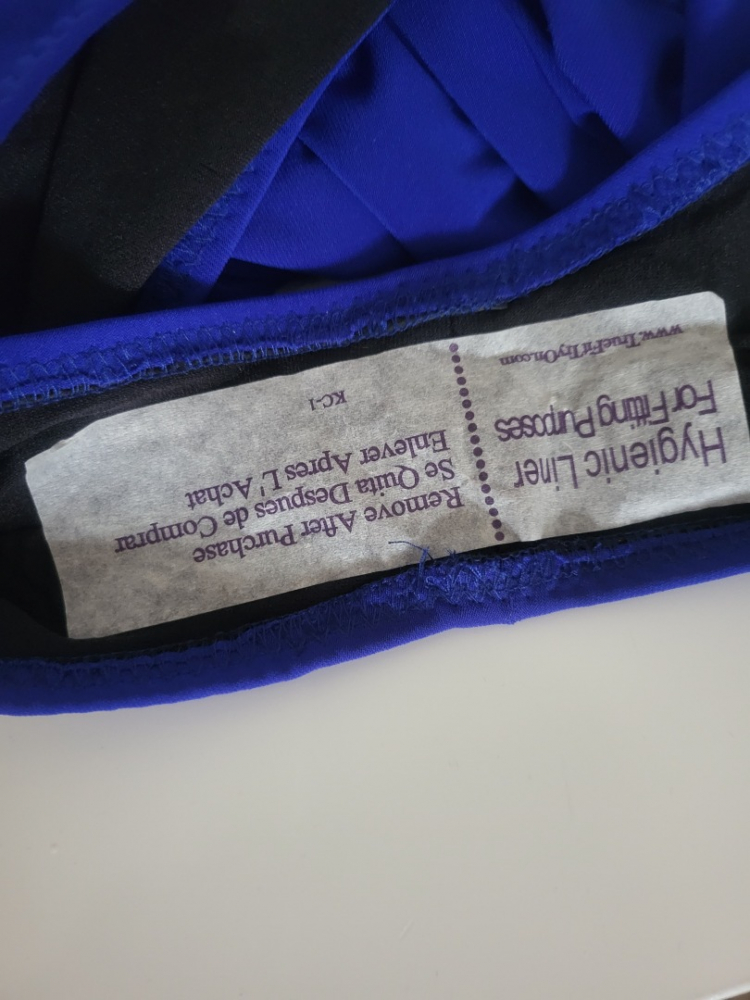 Hygienic Liner
For Fitting Purposes
www.TrueFitTryOn.com
Remove After Purchase
Se Quita Despues de Comprar
Enlever Apres L' Achat
KC-1